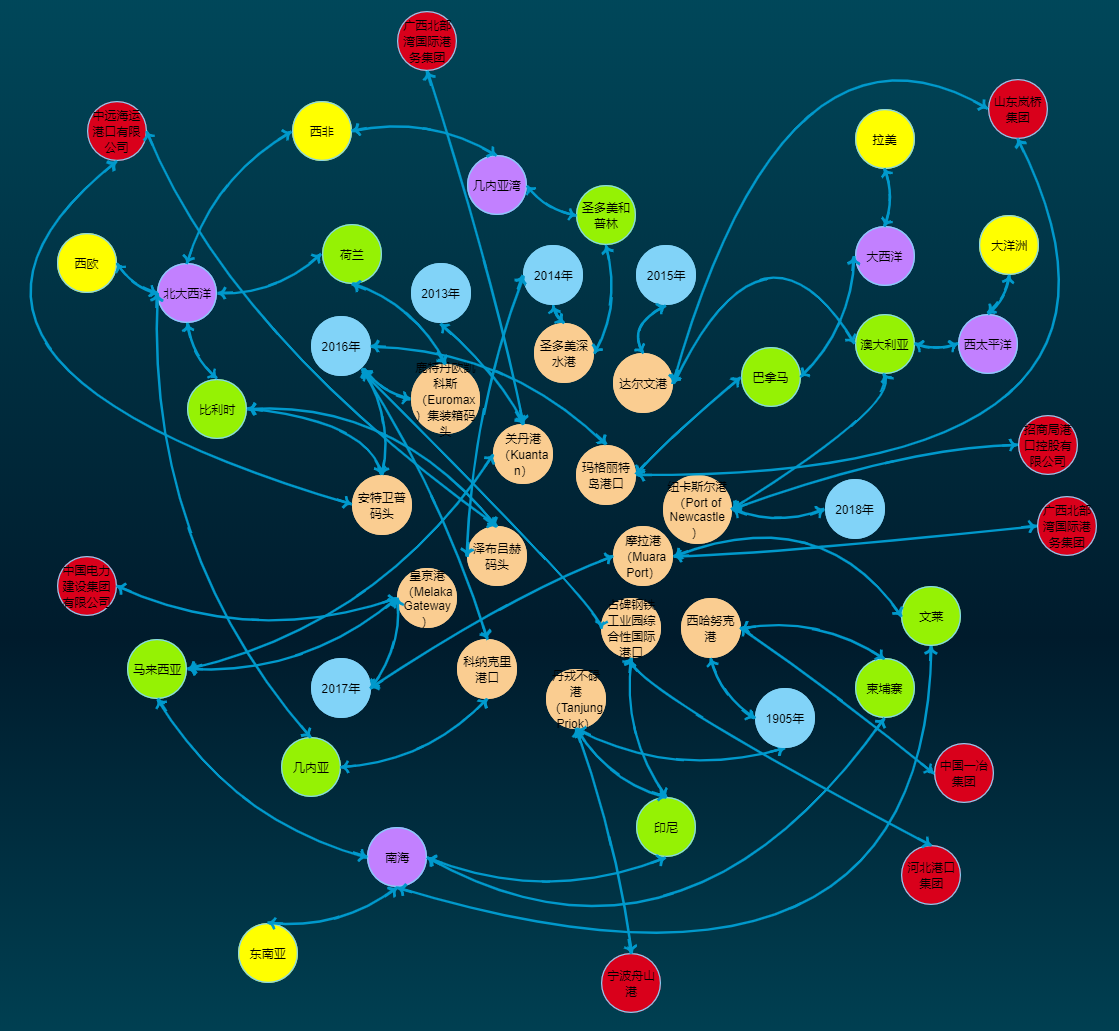 广西北部
湾国际港
务集团
中远海运
港口有限
公司
西非
山东岚桥
集团
拉美
几内亚湾
圣多美和
普林
大洋洲
荷兰
西欧
大西洋
北大西洋
2013年
2014年
2015年
2016年
圣多美深
水港
澳大利亚
西太平洋
达尔文港
巴拿马
科斯
（Euromax
）集装箱码
头
比利时
关丹港
（Kuanta
n）
招商局港
口控股有
限公司
玛格丽特
岛港口
安特卫普
码头
纽卡斯尔港
（Port of
Newcastle
）
2018年
广西北部
湾国际港
务集团
泽布吕赫
码头
摩拉港
（Muara
Port）
中国电力
建设集团
有限公司
皇京港
（Melaka
Gateway
）
文莱
工业园综
合性国际
港口
西哈努克
港
马来西亚
科纳克里
港口
2017年
柬埔寨
丹戎不碌
港
（Tanjung
Priok）
1905年
几内亚
中国一冶
集团
印尼
南海
河北港口
集团
东南亚
宁波舟山
港